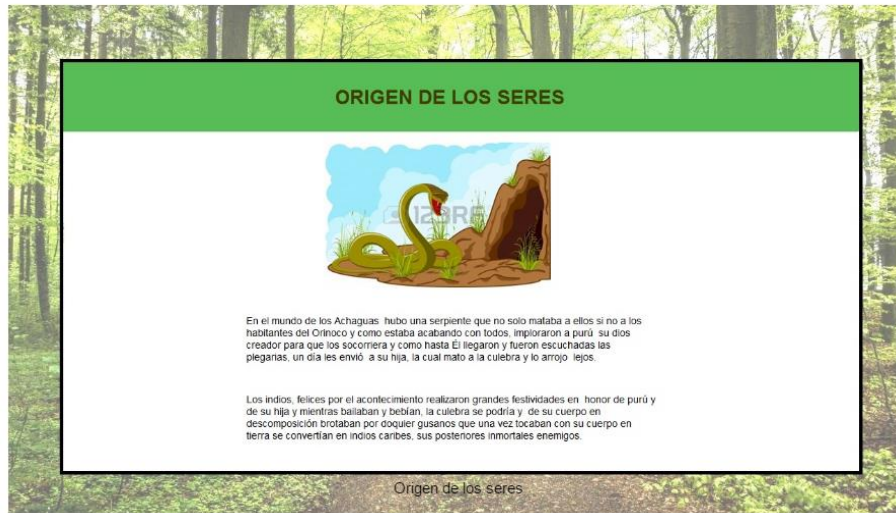 ORIGEN DE LOS SERES
123RF
En el mundo de los Achaguas hubo una serpiente que no solo mataba a ellos si no a los
habitantes del Orinoco y como estaba acabando con todos, imploraron a purú su dios
creador para que los socorriera y como hasta Él llegaron y fueron escuchadas las
plegarias, un día les envió a su hija, la cual mato a la culebra y lo arrojo lejos.
Los indios, felices por el acontecimiento realizaron grandes festividades en honor de purú y
de su hija y mientras bailaban y bebían, la culebra se podría y de su cuerpo en
descomposición brotaban por doquier gusanos que una vez tocaban con su cuerpo en
tierra se convertían en indios caribes, sus posteriores inmortales enemigos.
Origen de los seres